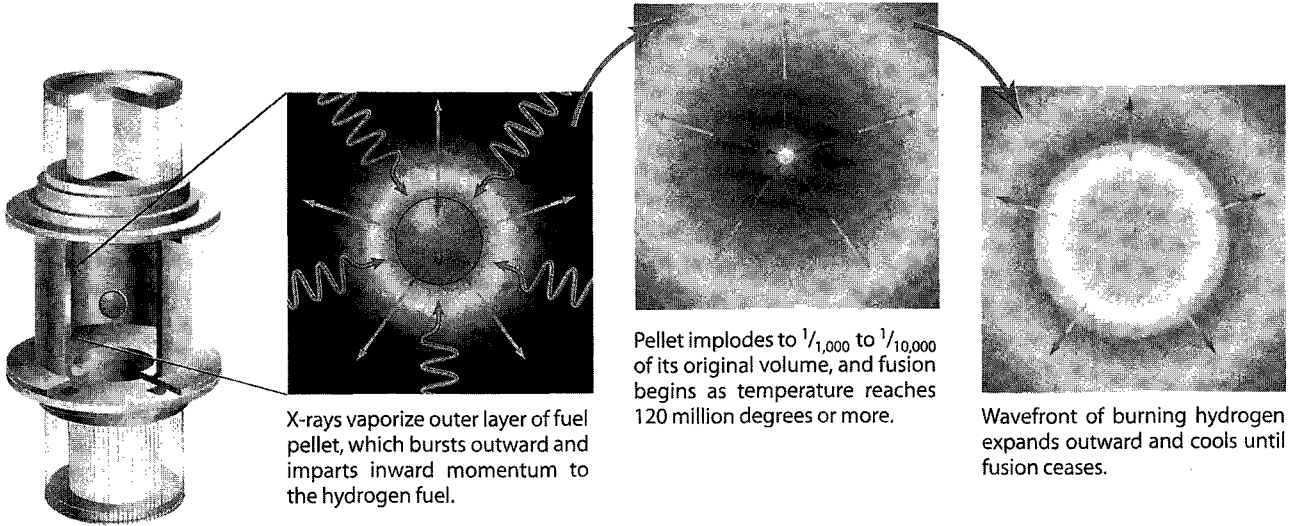 X-rays vaporize outer layer of fuel
pellet, which bursts outward and
imparts inward momentum to
the hydrogen fuel.
Pellet implodes to 1/1,000 to 1/10,000
of its original volume, and fusion
begins as temperature reaches
120 million degrees or more.
Wavefront of burning hydrogen
expands outward and cools until
fusion ceases.